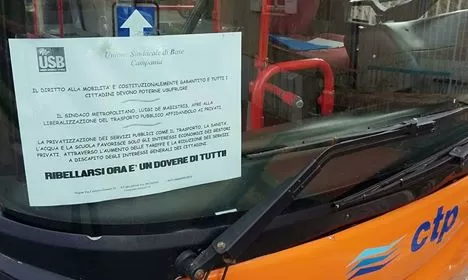 USB
Unione Sindacale di Base
Campania
IL DIRITTO ALLA MOBILITA' E' COSTITUZIONALMENTE GARANTITO E TUTTI I
CITTADINI DEVONO POTERNE USUFRUIRE
IL SINDACO METROPOLITANO, LUIGI DE MAGISTRIS, APRE ALLA
LIBERALIZZAZIONE DEL TRASPORTO PUBBLICO AFFIDANDOLO AI PRIVATI.
LA PRIVATIZZAZIONE DEI SERVIZI PUBBLICI COME IL TRASPORTO, LA SANITA,
L'ACQUA E LA SCUOLA FAVORISCE SOLO GLI INTERESSI ECONOMICI DEI GESTORI
PRIVATI, ATTRAVERSO L'AUMENTO DELLE TARIFFE E LA RIDUZIONE DEI SERVIZI
A DISCAPITO DEGLI INTERESSI GENERALI DEI CITTADINI.
RIBELLARSI ORA E' UN DOVERE DI TUTTI!
ctp